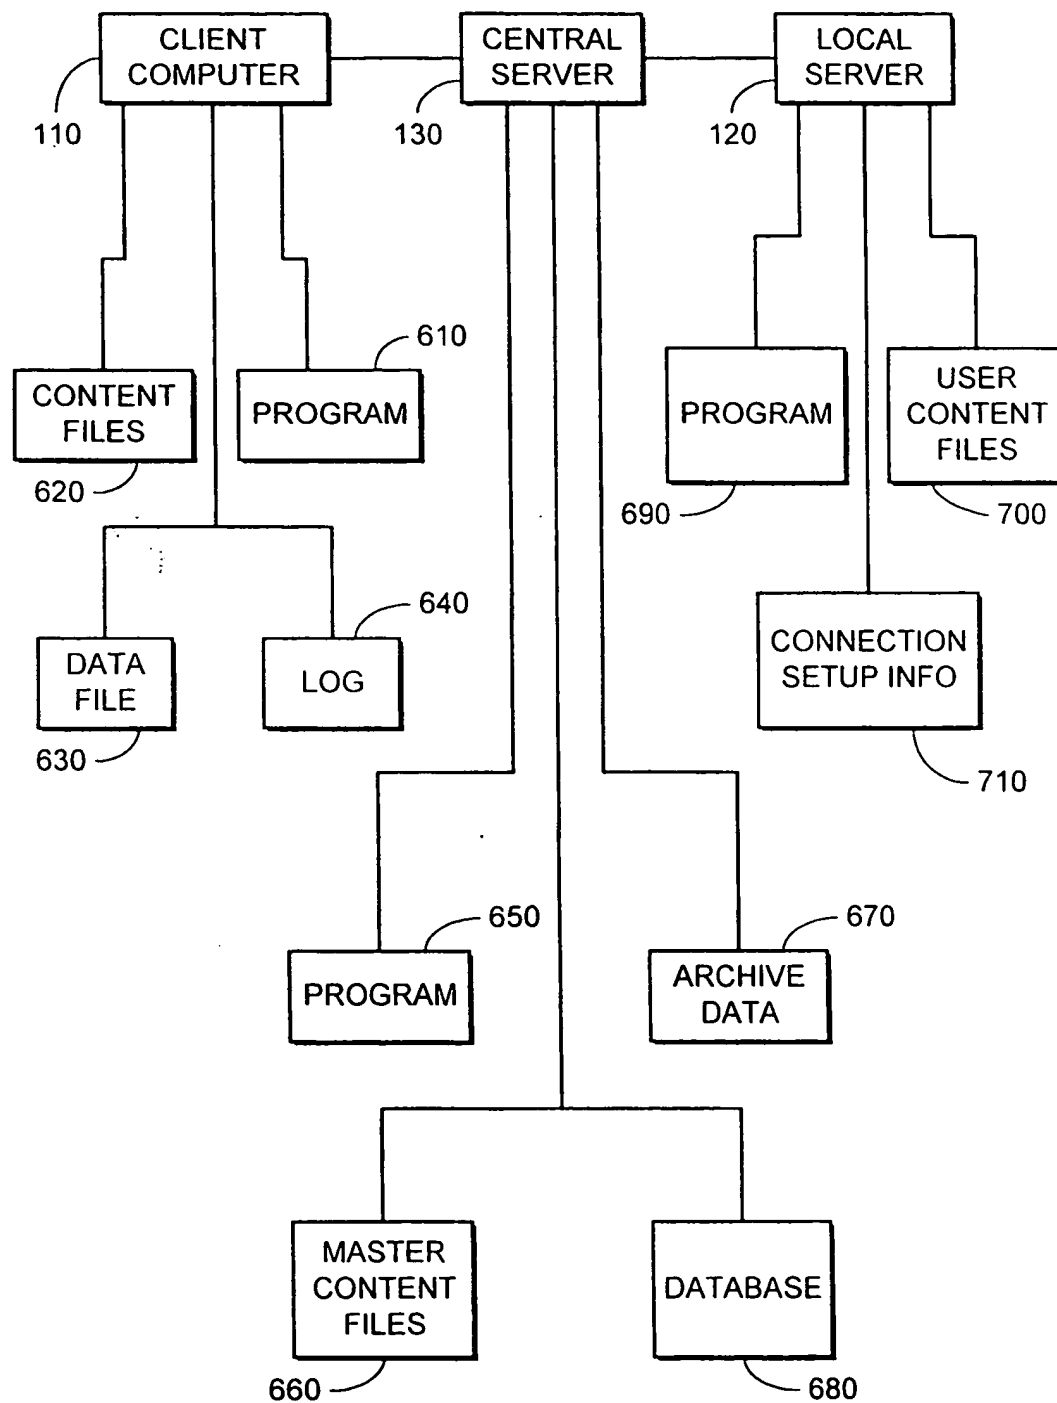 CLIENT
COMPUTER
CENTRAL
SERVER
LOCAL
SERVER
110
130
120
610
CONTENT
FILES
PROGRAM
PROGRAM
USER
CONTENT
FILES
620
690
700
640
DATA
FILE
LOG
CONNECTION
SETUP INFO
630
710
650
670
PROGRAM
ARCHIVE
DATA
MASTER
CONTENT
FILES
DATABASE
660
680